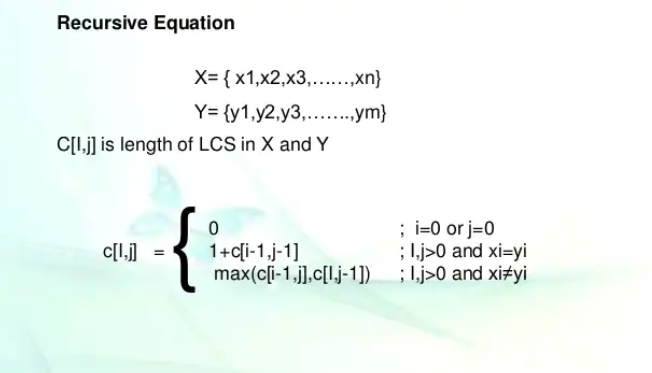 Recursive Equation
X= { x1,x2,x3,……,xn}
Y= {y1,y2,y3,…….,ym}
C[I,j] is length of LCS in X and Y
0 ; i=0 or j=0
c[I,j] = { 1+c[i-1,j-1] ; I,j>0 and xi=yi
max(c[i-1,j],c[I,j-1]) ; I,j>0 and xi≠yi